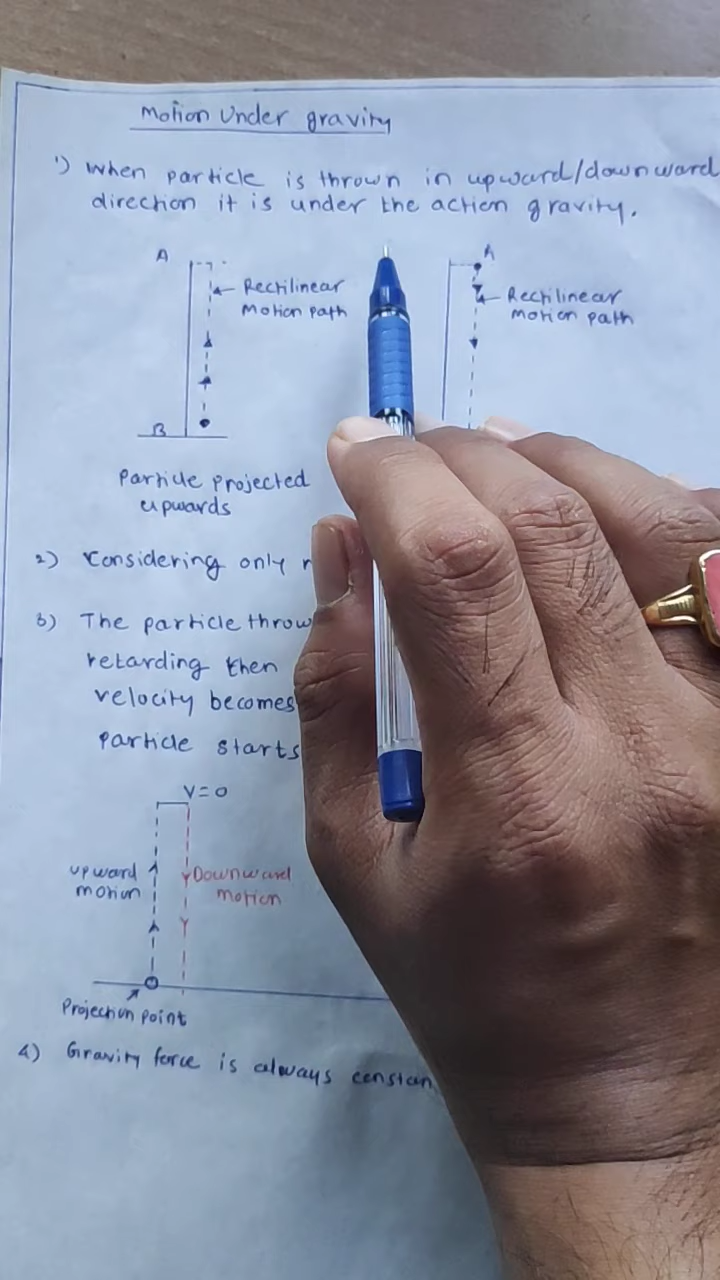 Motion Under gravity
1) When particle is thrown in upward/downward
direction it is under the action gravity.
A
Rectilinear
Motion path
B
Particle projected
upwards
A
Rectilinear
motion path
2) Considering only
3) The particle throw
retarding then
velocity becomes
particle starts
V=0
upward
motion
Downward
motion
Projection point
4) Gravity force is always constan